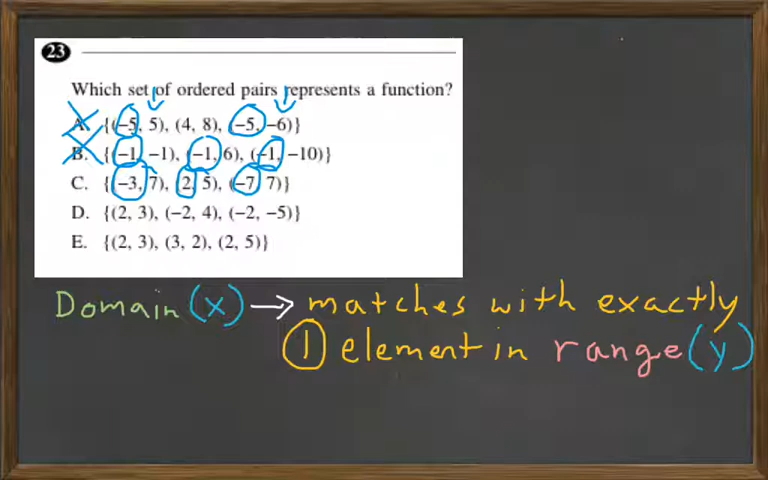 23
Which set of ordered pairs represents a function?
A. {(−5, 5), (4, 8), (−5, −6)}
B. {(−1, −1), (−1, 6), (−1, −10)}
C. {(−3, 7), (2, 5), (−7, 7)}
D. {(2, 3), (−2, 4), (−2, −5)}
E. {(2, 3), (3, 2), (2, 5)}
Domain (x) → matches with exactly
1 element in range (y)